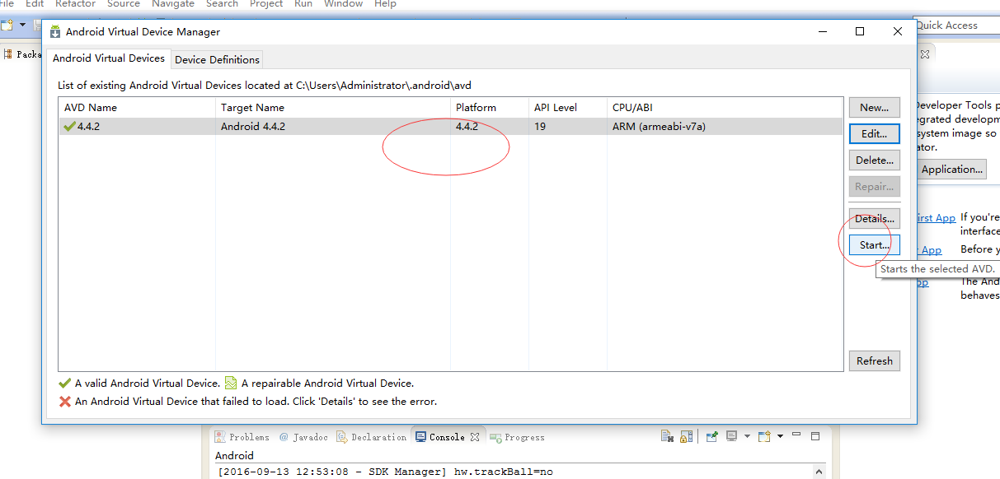 File Edit Refactor Source Navigate Search Project Run Window Help
Android Virtual Device Manager
Quick Access
Packa
Android Virtual Devices Device Definitions
List of existing Android Virtual Devices located at C:\Users\Administrator\.android\avd
AVD Name Target Name Platform API Level CPU/ABI
4.4.2 Android 4.4.2 4.4.2 19 ARM (armeabi-v7a)
New...
Edit...
Delete...
Repair...
Details...
Start...
Starts the selected AVD.
Refresh
Developer Tools p
egrated developm
system image so
ator.
Application...
irst App If you're
interface
App Before y
pp The And
behaves
A valid Android Virtual Device. A repairable Android Virtual Device.
An Android Virtual Device that failed to load. Click 'Details' to see the error.
Problems @ Javadoc Declaration Console Progress
Android
[2016-09-13 12:53:08 - SDK Manager] hw.trackBall=no